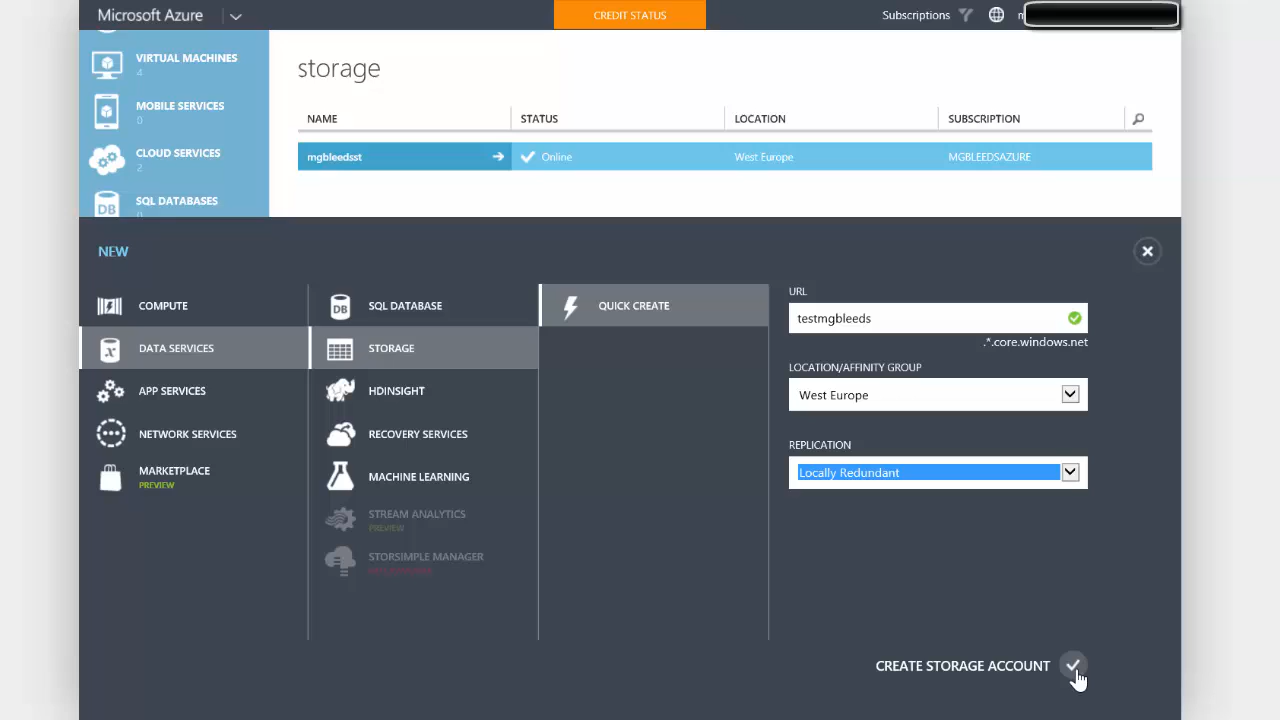 Microsoft Azure
CREDIT STATUS
Subscriptions
VIRTUAL MACHINES
4
MOBILE SERVICES
0
CLOUD SERVICES
2
SQL DATABASES
DB
storage
NAME STATUS LOCATION SUBSCRIPTION
mgbleedsst Online West Europe MGBLEEDSAZURE
NEW
COMPUTE
DATA SERVICES
APP SERVICES
NETWORK SERVICES
MARKETPLACE
PREVIEW
DB SQL DATABASE
STORAGE
HDINSIGHT
RECOVERY SERVICES
MACHINE LEARNING
STREAM ANALYTICS
PREVIEW
STORSIMPLE MANAGER
QUICK CREATE
URL
testmgbleeds
.*.core.windows.net
LOCATION/AFFINITY GROUP
West Europe
REPLICATION
Locally Redundant
CREATE STORAGE ACCOUNT